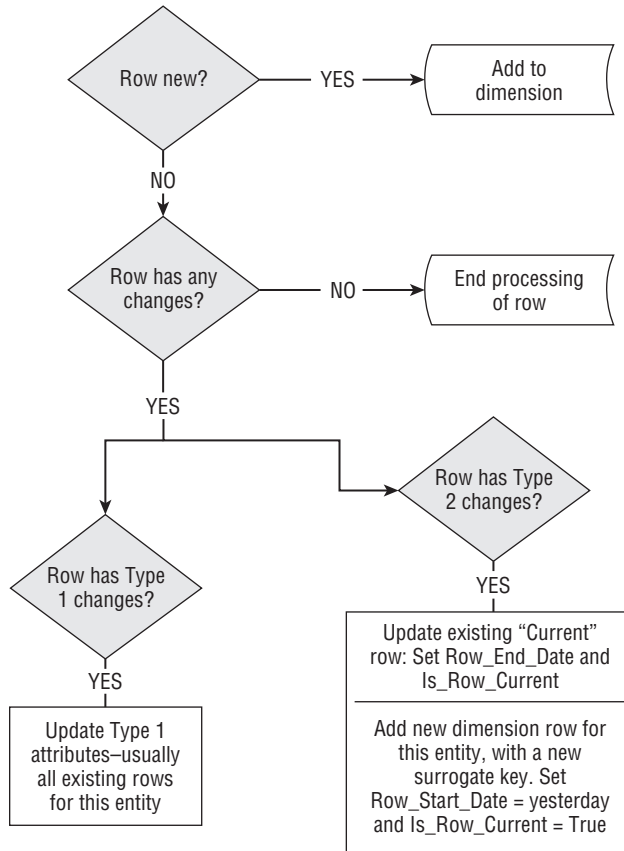 Row new?
YES
Add to
dimension
NO
Row has any
changes?
NO
End processing
of row
YES
Row has Type
2 changes?
Row has Type
1 changes?
YES
Update existing “Current”
row: Set Row_End_Date and
Is_Row_Current
Add new dimension row for
this entity, with a new
surrogate key. Set
Row_Start_Date = yesterday
and Is_Row_Current = True
YES
Update Type 1
attributes–usually
all existing rows
for this entity